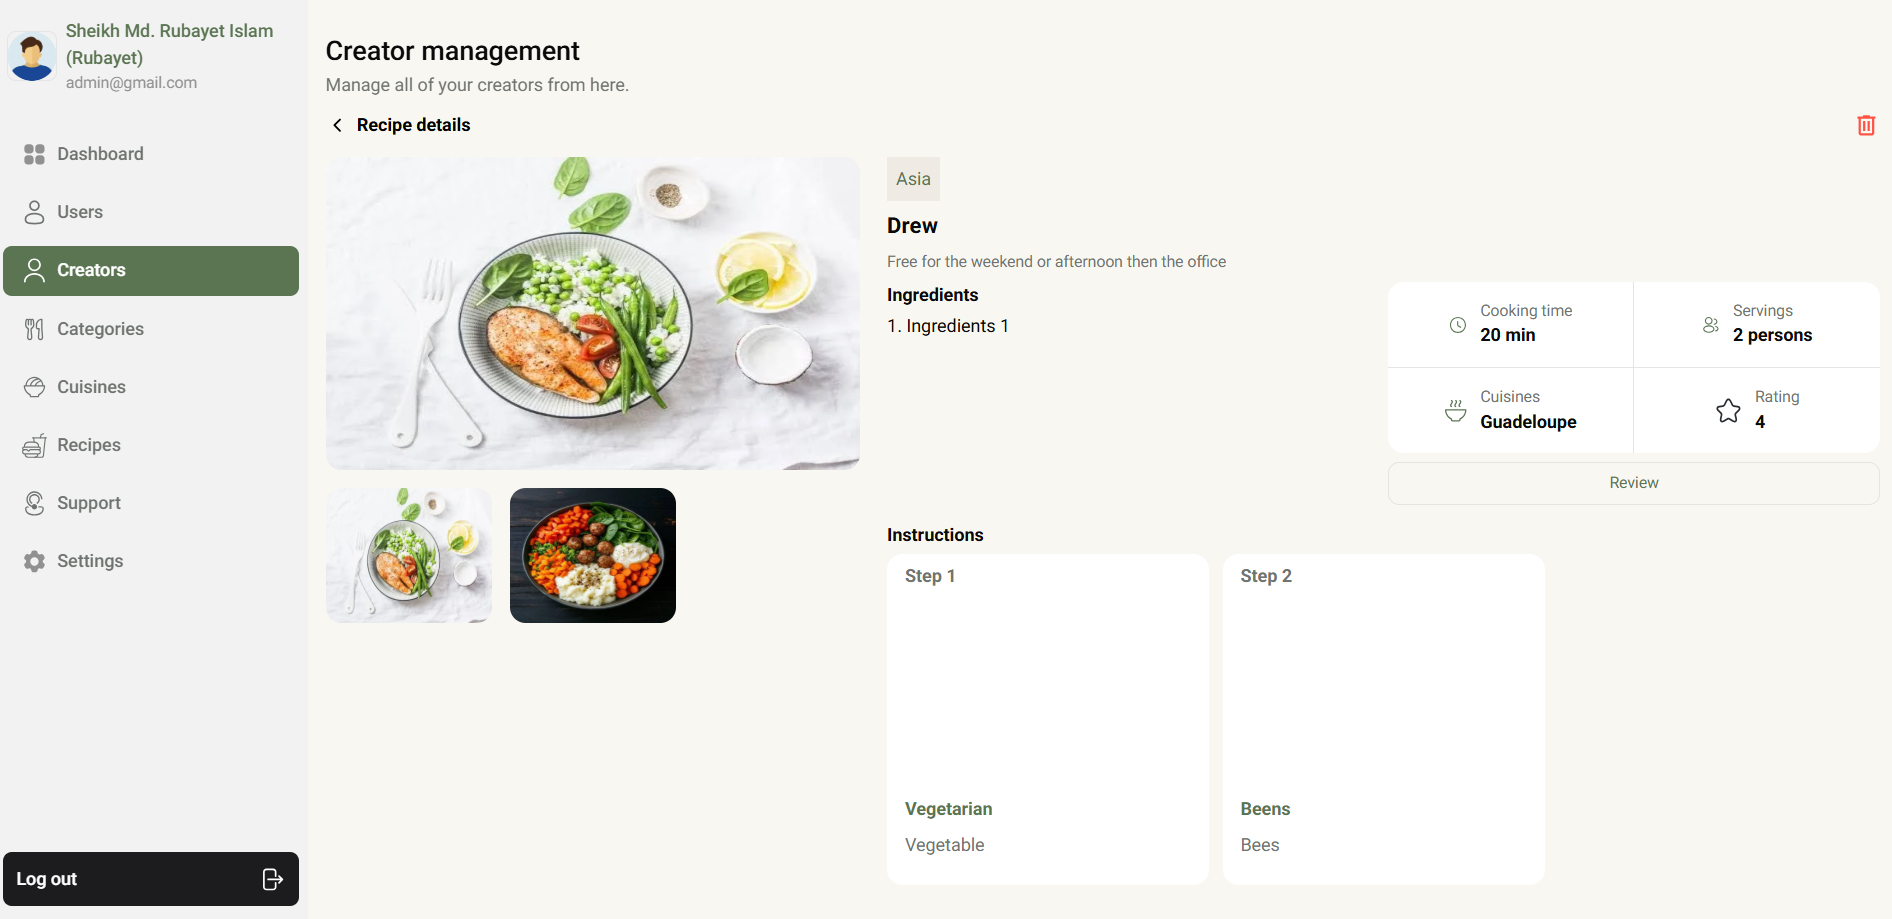 Sheikh Md. Rubayet Islam
(Rubayet)
admin@gmail.com
Dashboard
Users
Creators
Categories
Cuisines
Recipes
Support
Settings
Log out
Creator management
Manage all of your creators from here.
Recipe details
Asia
Drew
Free for the weekend or afternoon then the office
Ingredients
1. Ingredients 1
Cooking time
20 min
Servings
2 persons
Cuisines
Guadeloupe
Rating
4
Review
Instructions
Step 1
Vegetarian
Vegetable
Step 2
Beens
Bees